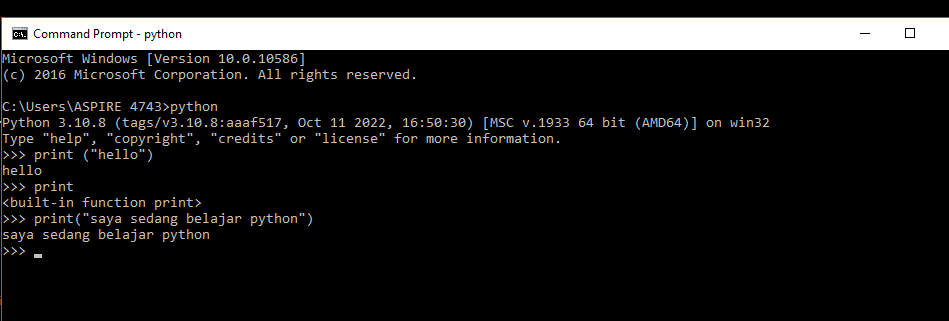 Command Prompt - python
Microsoft Windows [Version 10.0.10586]
(c) 2016 Microsoft Corporation. All rights reserved.
C:\Users\ASPIRE 4743>python
Python 3.10.8 (tags/v3.10.8:aaaf517, Oct 11 2022, 16:50:30) [MSC v.1933 64 bit (AMD64)] on win32
Type "help", "copyright", "credits" or "license" for more information.
>>> print ("hello")
hello
>>> print
<built-in function print>
>>> print("saya sedang belajar python")
saya sedang belajar python
>>>